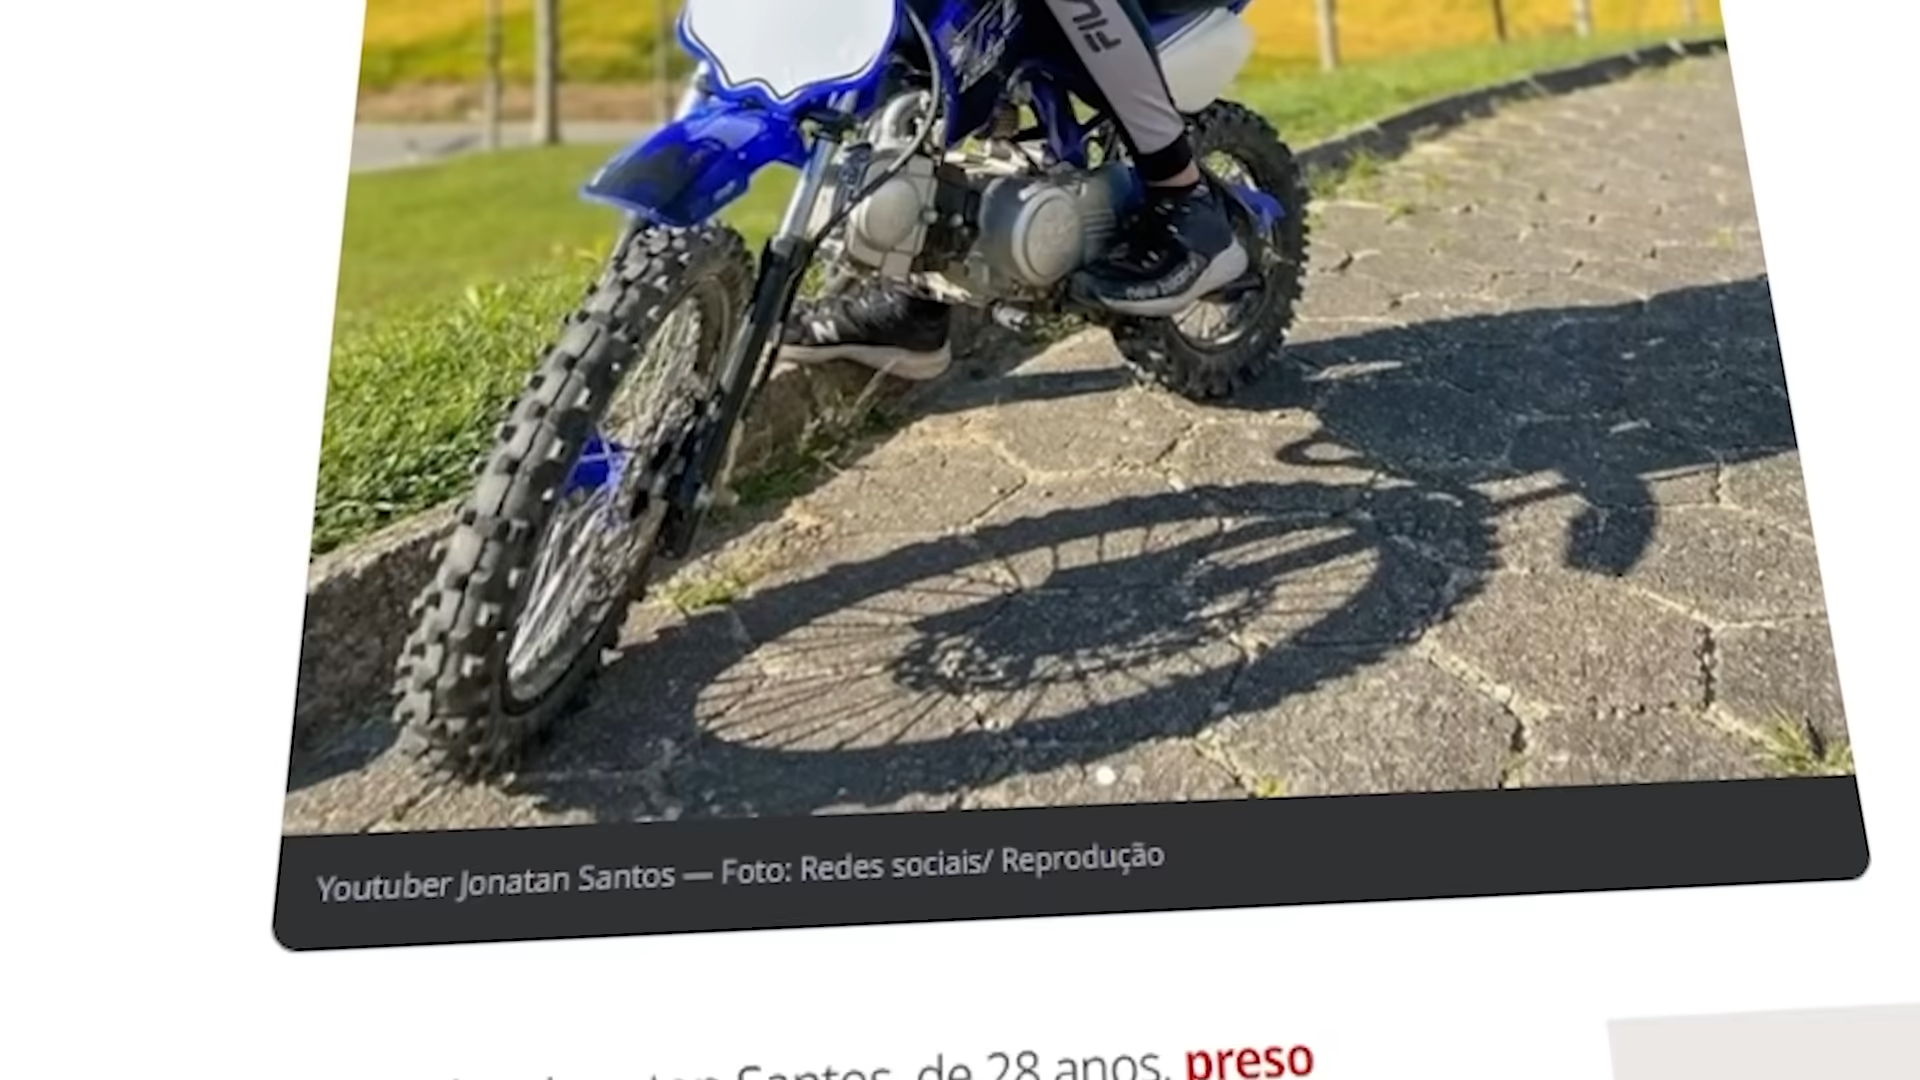 FILA
Youtuber Jonatan Santos — Foto: Redes sociais/ Reprodução
Santos, de 28 anos, preso